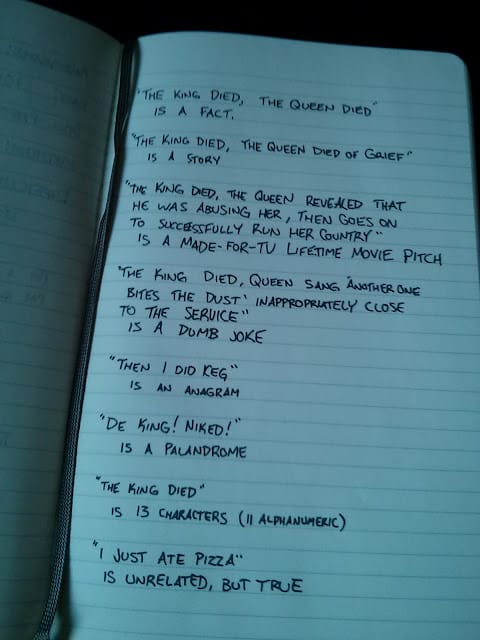 "THE KING DIED, THE QUEEN DIED"
IS A FACT.
"THE KING DIED, THE QUEEN DIED OF GRIEF"
IS A STORY
"THE KING DIED, THE QUEEN REVEALED THAT
HE WAS ABUSING HER, THEN GOES ON
TO SUCCESSFULLY RUN HER COUNTRY"
IS A MADE-FOR-TV LIFETIME MOVIE PITCH
"THE KING DIED, QUEEN SANG 'ANOTHER ONE
BITES THE DUST' INAPPROPRIATELY CLOSE
TO THE SERVICE"
IS A DUMB JOKE
"THEN I DID KEG"
IS AN ANAGRAM
"DE KING! NIKED!"
IS A PALANDROME
"THE KING DIED"
IS 13 CHARACTERS (11 ALPHANUMERIC)
"I JUST ATE PIZZA"
IS UNRELATED, BUT TRUE